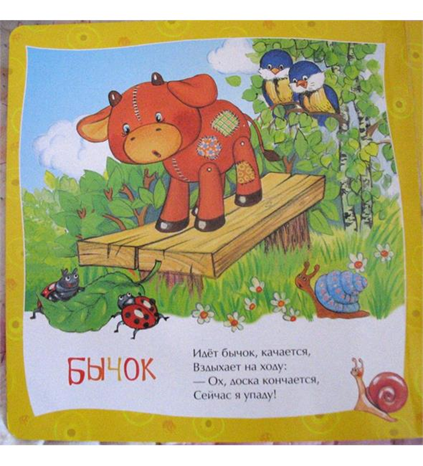 БЫЧОК
Идёт бычок, качается,
Вздыхает на ходу:
— Ох, доска кончается,
Сейчас я упаду!